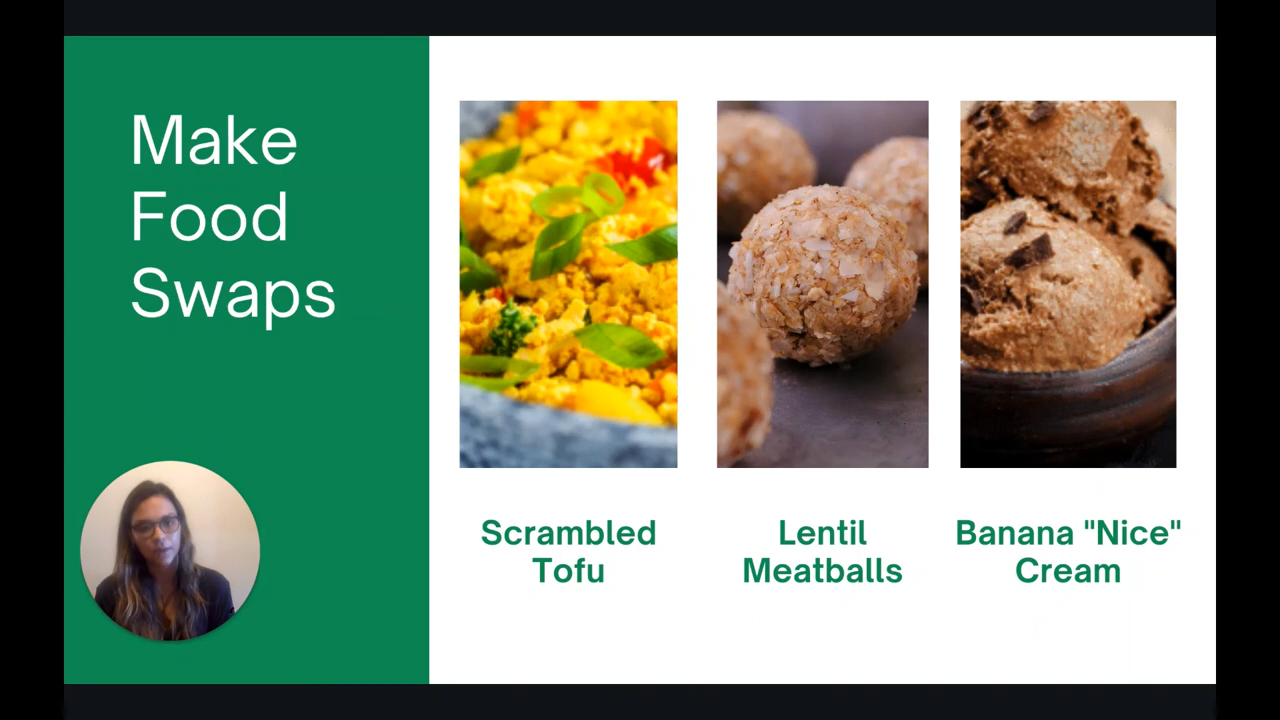 Make
Food
Swaps
Scrambled
Tofu
Lentil
Meatballs
Banana "Nice"
Cream